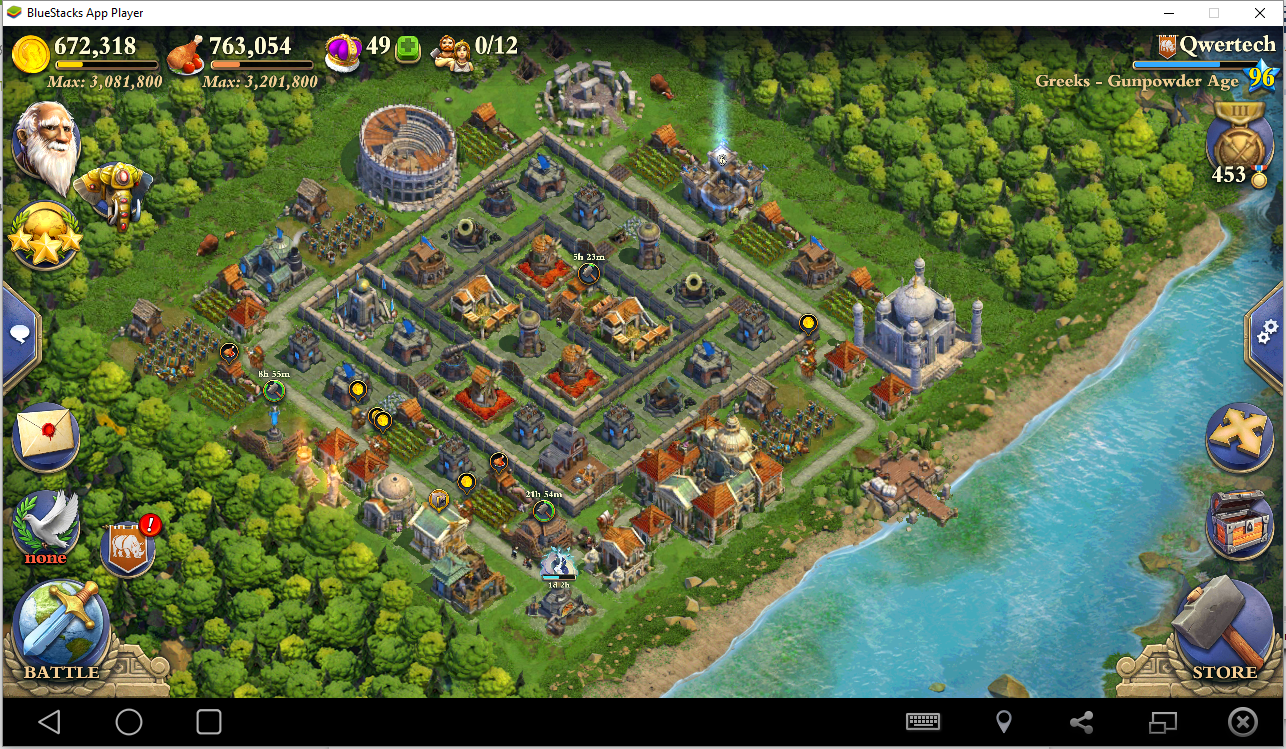 BlueStacks App Player
672,318
763,054
49
0/12
Qwertech
Max: 3,081,800
Max: 3,201,800
Greeks - Gunpowder Age
96
III
453
5h 23m
8h 55m
21h 54m
1d 2h
none
!
BATTLE
STORE